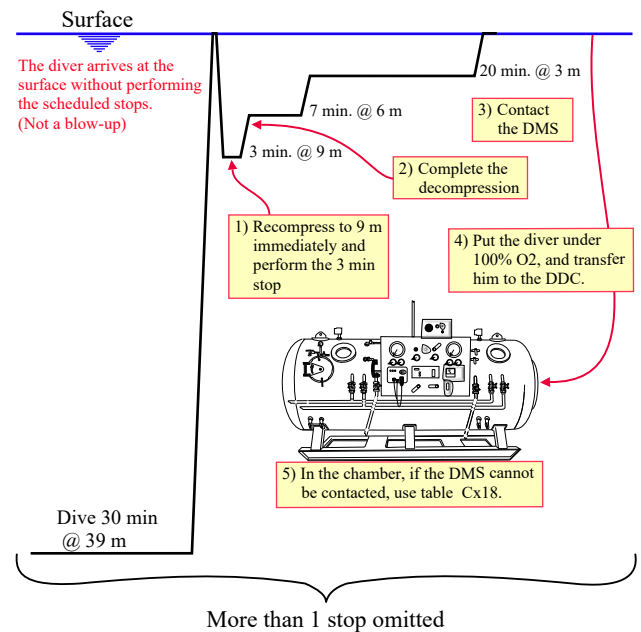 Surface
The diver arrives at the
surface without performing
the scheduled stops.
(Not a blow-up)
20 min. @ 3 m
7 min. @ 6 m
3 min. @ 9 m
3) Contact
the DMS
2) Complete the
decompression
1) Recompress to 9 m
immediately and
perform the 3 min
stop
4) Put the diver under
100% O2, and transfer
him to the DDC.
5) In the chamber, if the DMS cannot
be contacted, use table Cx18.
Dive 30 min
@ 39 m
More than 1 stop omitted